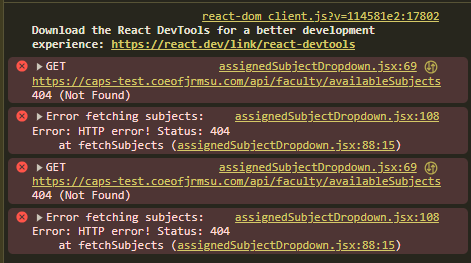 react-dom_client.js?v=114581e2:17802
Download the React DevTools for a better development
experience: https://react.dev/link/react-devtools
GET assignedSubjectDropdown.jsx:69
https://caps-test.coeofjrmsu.com/api/faculty/availableSubjects
404 (Not Found)
Error fetching subjects: assignedSubjectDropdown.jsx:108
Error: HTTP error! Status: 404
at fetchSubjects (assignedSubjectDropdown.jsx:88:15)
GET assignedSubjectDropdown.jsx:69
https://caps-test.coeofjrmsu.com/api/faculty/availableSubjects
404 (Not Found)
Error fetching subjects: assignedSubjectDropdown.jsx:108
Error: HTTP error! Status: 404
at fetchSubjects (assignedSubjectDropdown.jsx:88:15)